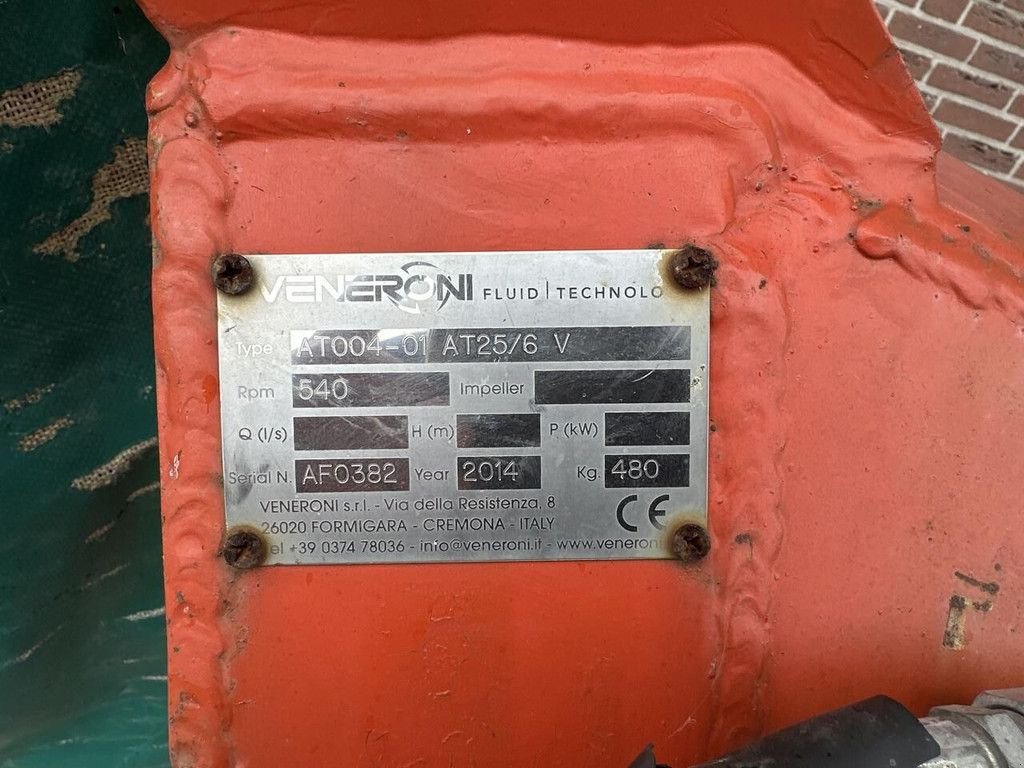 VENERONI FLUID | TECHNOLO
Type AT004-01 AT25/6 V
Rpm 540 Impeller
Q (l/s) H (m) P (kW)
Serial N. AF0382 Year 2014 Kg. 480
VENERONI s.r.l. - Via della Resistenza, 8
26020 FORMIGARA - CREMONA - ITALY
CE
el +39 0374 78036 - info@veneroni.it - www.veneroni